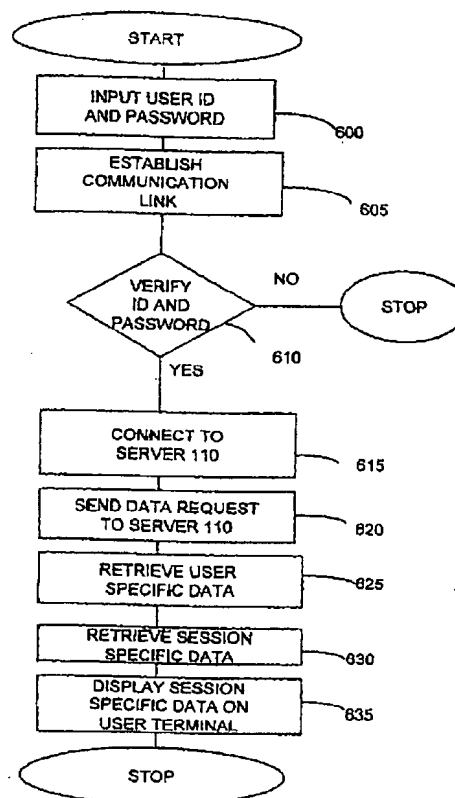 START
INPUT USER ID
AND PASSWORD
600
ESTABLISH
COMMUNICATION
LINK
605
VERIFY
ID AND
PASSWORD
NO
STOP
610
YES
CONNECT TO
SERVER 110
615
SEND DATA REQUEST
TO SERVER 110
620
RETRIEVE USER
SPECIFIC DATA
625
RETRIEVE SESSION
SPECIFIC DATA
630
DISPLAY SESSION
SPECIFIC DATA ON
USER TERMINAL
635
STOP